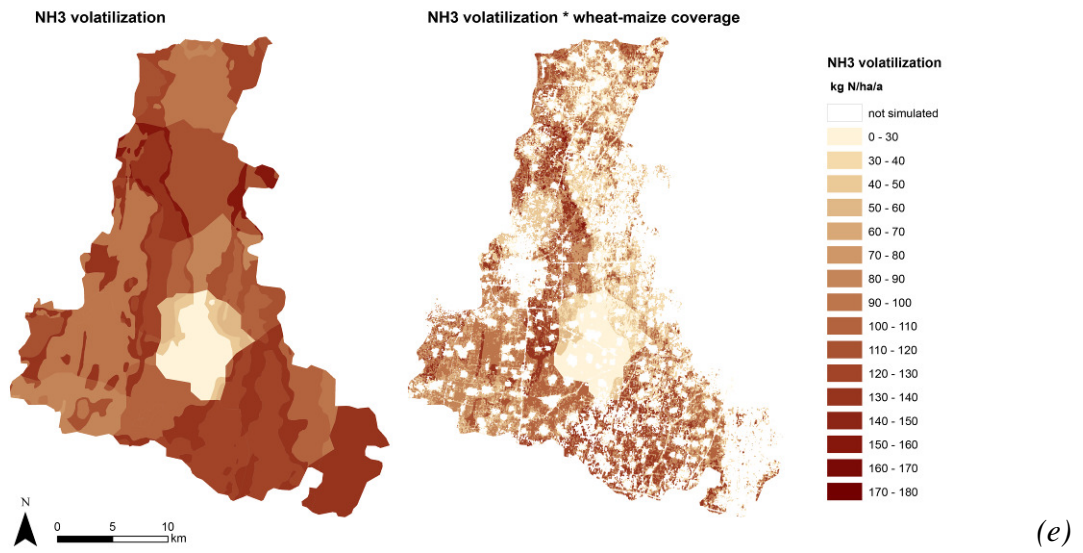 NH3 volatilization
NH3 volatilization * wheat-maize coverage
NH3 volatilization
kg N/ha/a
not simulated
0 - 30
30 - 40
40 - 50
50 - 60
60 - 70
70 - 80
80 - 90
90 - 100
100 - 110
110 - 120
120 - 130
130 - 140
140 - 150
150 - 160
160 - 170
170 - 180
N
0 5 10
km
(e)